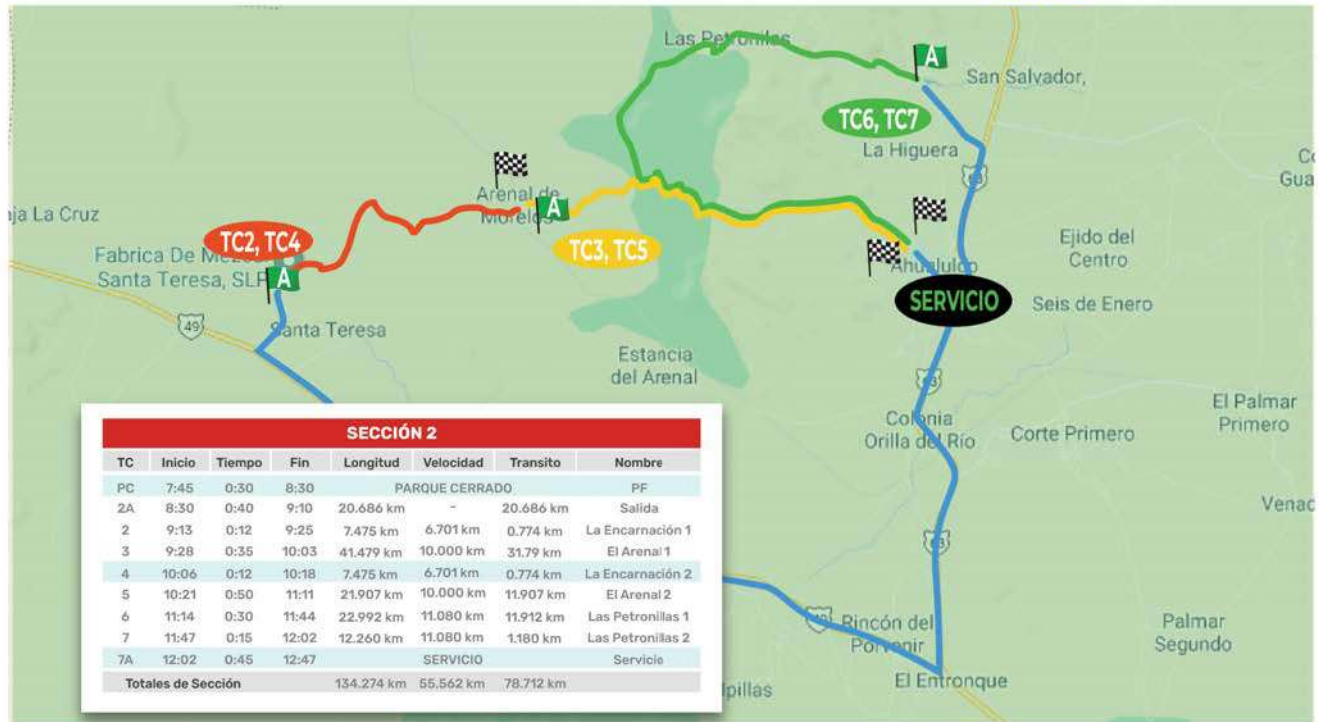 Las Petronilas
A
San Salvador,
TC6, TC7
La Higuera
Arenal de
Morelos
A
TC2, TC4
TC3, TC5
Fabrica De
Santa Teresa, SLP
A
Ahualulco
Ejido del
Centro
SERVICIO
Seis de Enero
49
Santa Teresa
Estancia
del Arenal
63
Colonia
Orilla del Río
Corte Primero
El Palmar
Primero
63
Rincón del
Porvenir
Palmar
Segundo
El Entronque
SECCIÓN 2
TC Inicio Tiempo Fin Longitud Velocidad Transito Nombre
PC 7:45 0:30 8:30 PARQUE CERRADO PF
2A 8:30 0:40 9:10 20.686 km - 20.686 km Salida
2 9:13 0:12 9:25 7.475 km 6.701 km 0.774 km La Encarnación 1
3 9:28 0:35 10:03 41.479 km 10.000 km 31.79 km El Arenal 1
4 10:06 0:12 10:18 7.475 km 6.701 km 0.774 km La Encarnación 2
5 10:21 0:50 11:11 21.907 km 10.000 km 11.907 km El Arenal 2
6 11:14 0:30 11:44 22.992 km 11.080 km 11.912 km Las Petronillas 1
7 11:47 0:15 12:02 12.260 km 11.080 km 1.180 km Las Petronillas 2
7A 12:02 0:45 12:47 SERVICIO Servicio
Totales de Sección 134.274 km 55.562 km 78.712 km